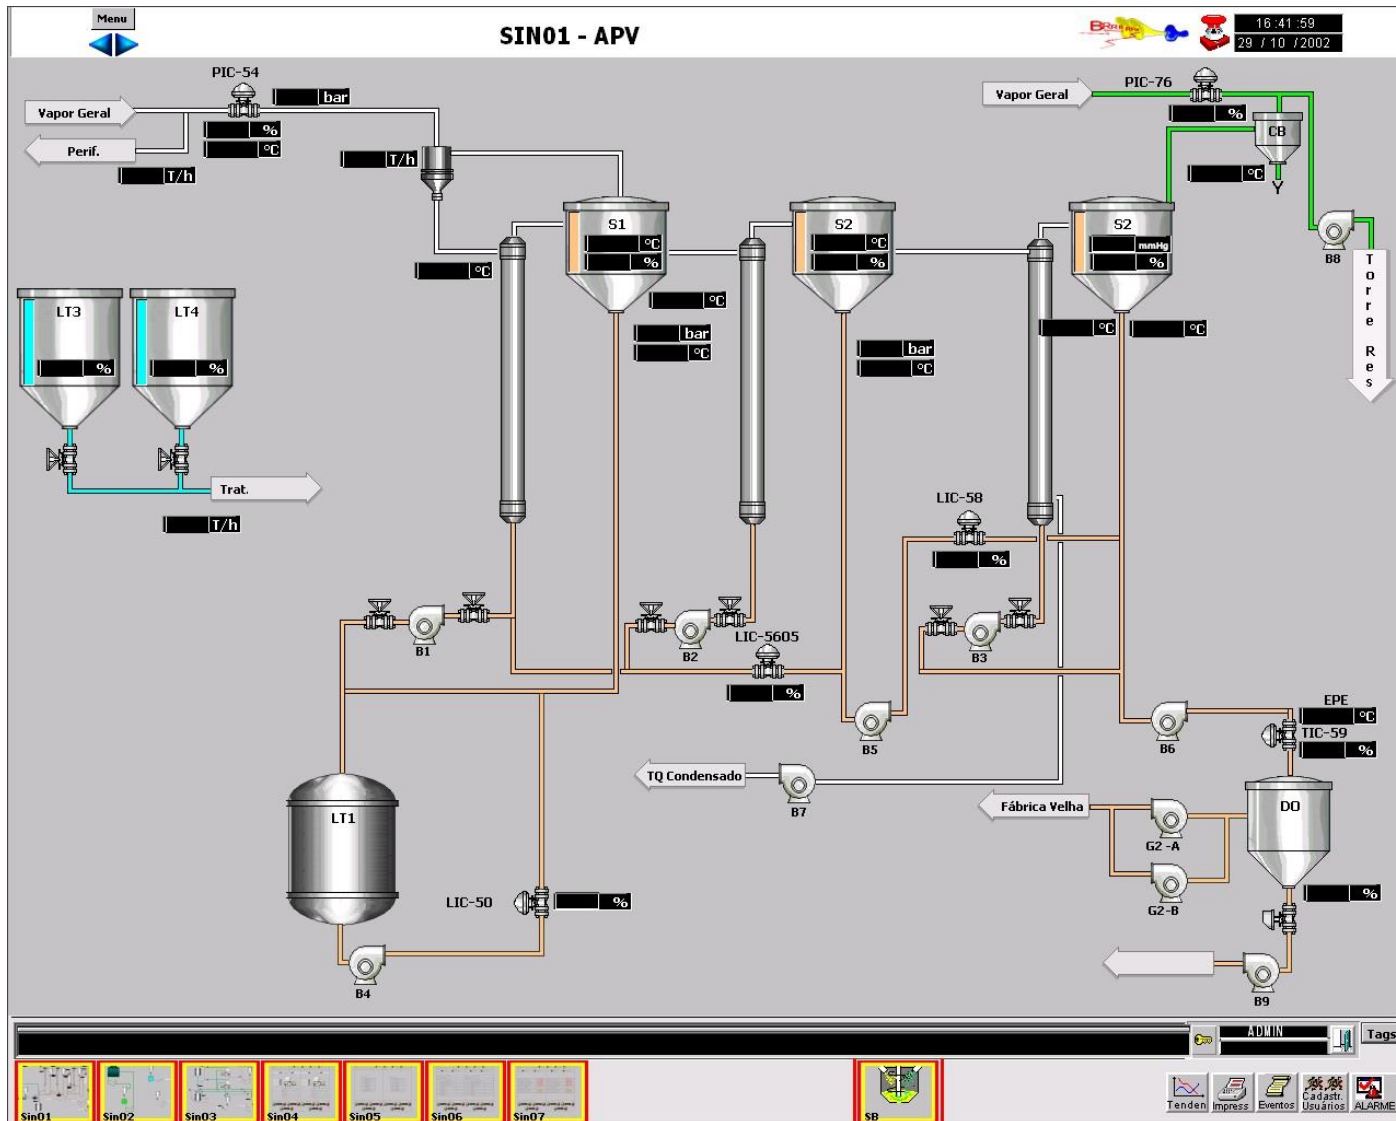 Menu
SIN01 - APV
16:41:59
29 / 10 /2002
PIC-54
bar
Vapor Geral
%
°C
Perif.
T/h
T/h
PIC-76
Vapor Geral
%
CB
°C
Y
B8
Torre Res
S1
°C
%
S2
°C
%
S2
mmHg
%
°C
°C
bar
°C
bar
°C
°C
°C
LT3
LT4
%
%
Trat.
T/h
LIC-58
%
B1
B2
LIC-5605
%
B3
B5
B6
EPE
°C
TIC-59
%
TQ Condensado
B7
Fábrica Velha
DO
G2 -A
G2-B
%
LT1
LIC-50
%
B4
B9
ADMIN
Tags
Sin01
Sin02
Sin03
Sin04
Sin05
Sin06
Sin07
SB
Tenden
Impress
Eventos
Cadastr.
Usuários
ALARME